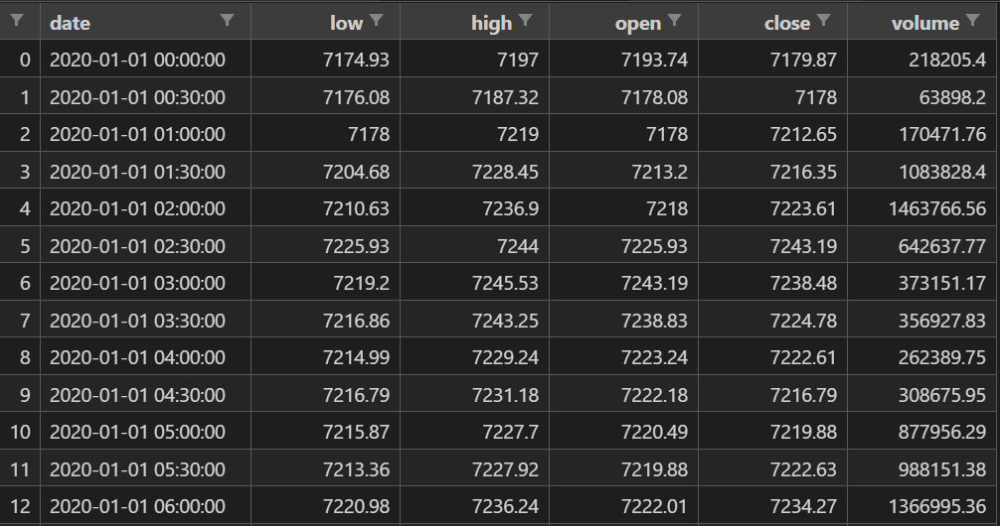 date low high open close volume
0 2020-01-01 00:00:00 7174.93 7197 7193.74 7179.87 218205.4
1 2020-01-01 00:30:00 7176.08 7187.32 7178.08 7178 63898.2
2 2020-01-01 01:00:00 7178 7219 7178 7212.65 170471.76
3 2020-01-01 01:30:00 7204.68 7228.45 7213.2 7216.35 1083828.4
4 2020-01-01 02:00:00 7210.63 7236.9 7218 7223.61 1463766.56
5 2020-01-01 02:30:00 7225.93 7244 7225.93 7243.19 642637.77
6 2020-01-01 03:00:00 7219.2 7245.53 7243.19 7238.48 373151.17
7 2020-01-01 03:30:00 7216.86 7243.25 7238.83 7224.78 356927.83
8 2020-01-01 04:00:00 7214.99 7229.24 7223.24 7222.61 262389.75
9 2020-01-01 04:30:00 7216.79 7231.18 7222.18 7216.79 308675.95
10 2020-01-01 05:00:00 7215.87 7227.7 7220.49 7219.88 877956.29
11 2020-01-01 05:30:00 7213.36 7227.92 7219.88 7222.63 988151.38
12 2020-01-01 06:00:00 7220.98 7236.24 7222.01 7234.27 1366995.36